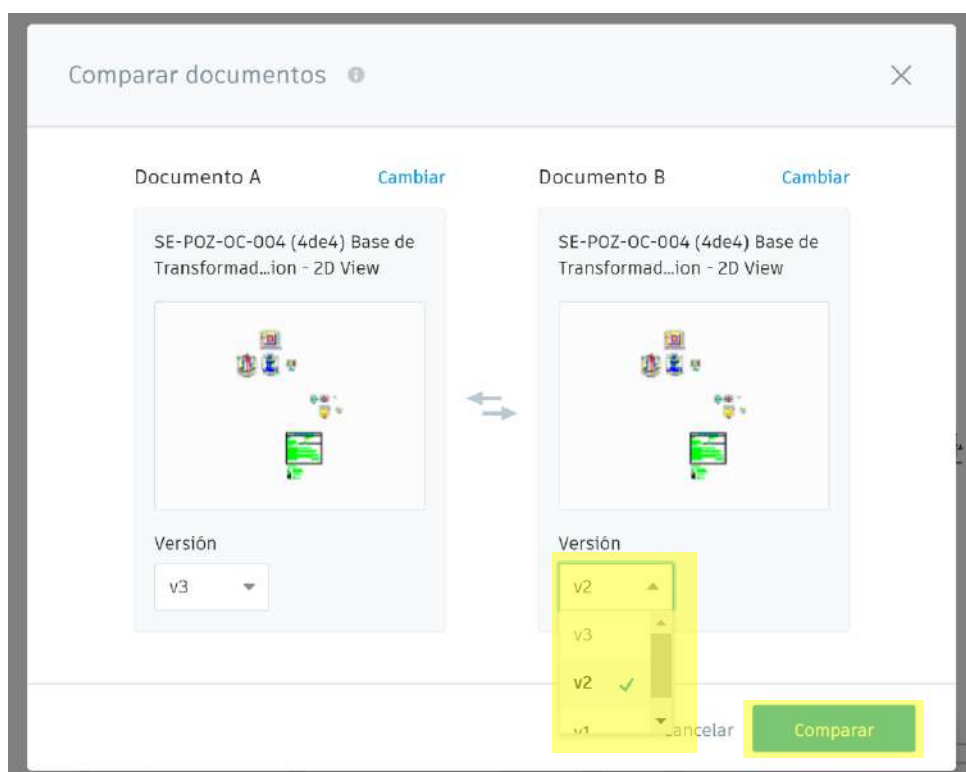 Comparar documentos
Documento A
Cambiar
SE-POZ-OC-004 (4de4) Base de
Transformad...ion - 2D View
Versión
v3
Documento B
Cambiar
SE-POZ-OC-004 (4de4) Base de
Transformad...ion - 2D View
Versión
v2
v3
v2
v1
Cancelar
Comparar